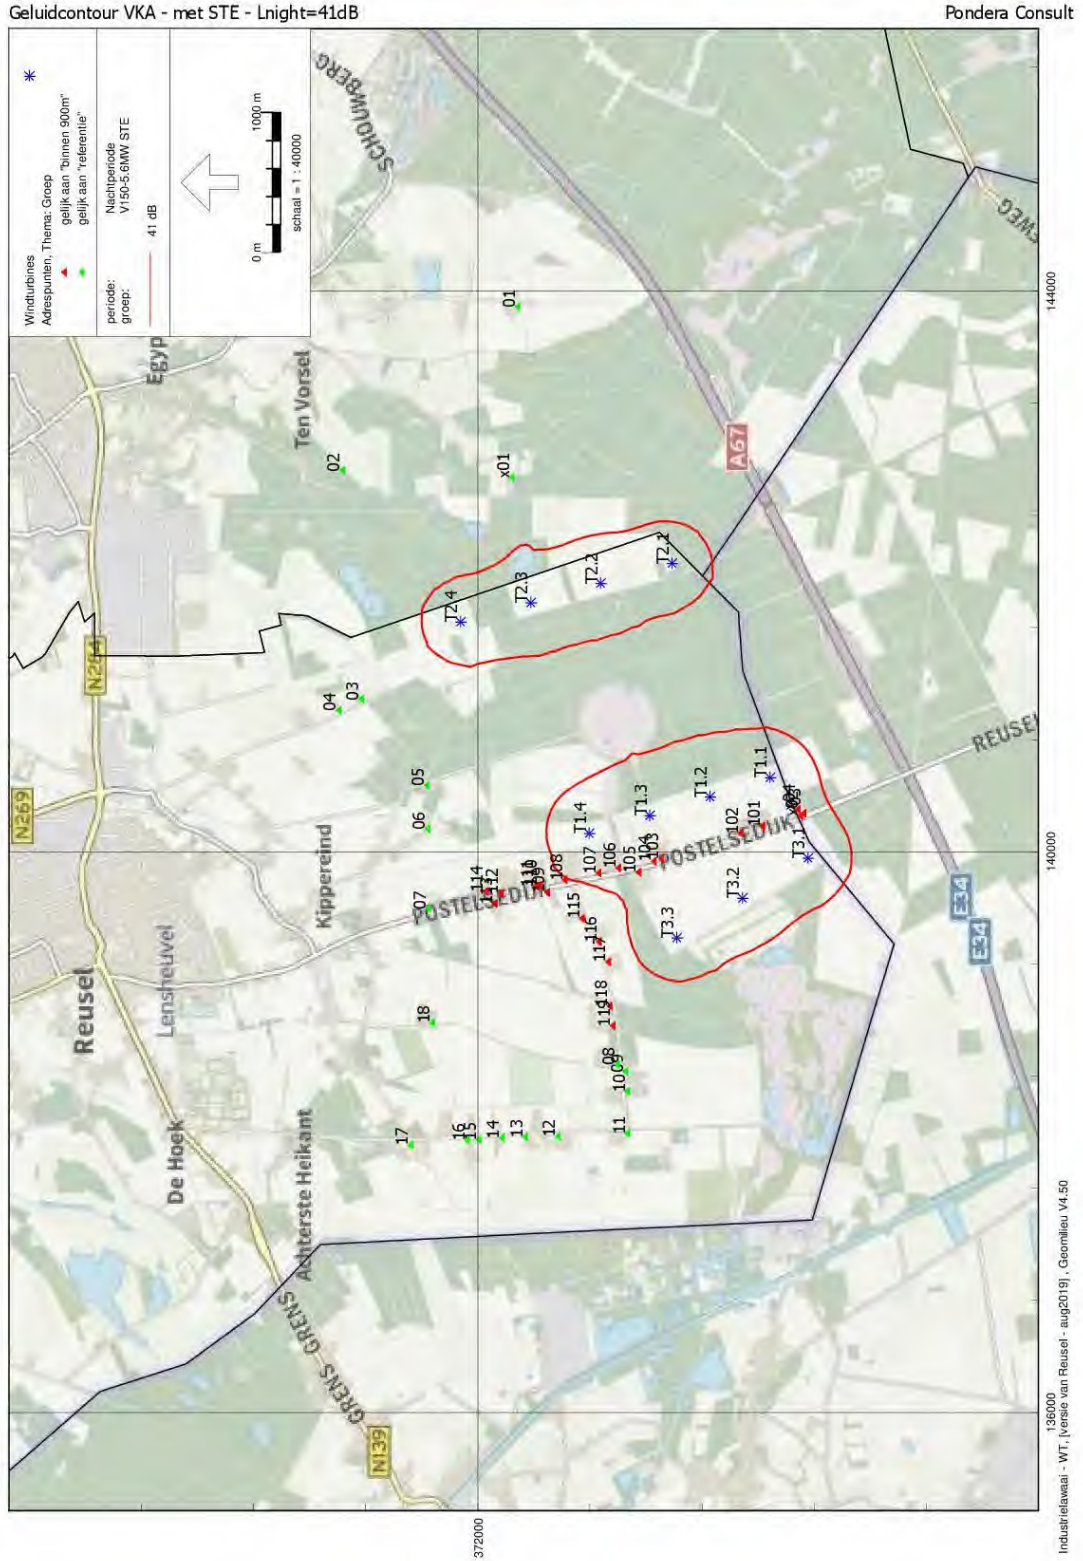 Geluidcontour VKA - met STE - Lnight=41dB
Pondera Consult
Windturbines
Adrespunten, Thema: Groep
gelijk aan "binnen 900m"
gelijk aan "referentie"
periode: Nachtperiode
groep: V150-5.6MW STE
41 dB
0 m 1000 m
schaal = 1 : 40000
SCHOUWBERG
Egyp
Ten Vorsel
N284
N269
Reusel
Lensheuvel
Kippereind
De Hoek
Achterste Heikant
GRENS GRENS
GRENS
N139
POSTELSEDIJK
POSTELSEDIJK
REUSEL
A67
E34
E34
EWEG
01
02
x01
03
04
05
06
07
18
17
16
15
14
13
12
11
10
09
08
119
118
117
116
115
114
113
112
111
110
109
108
107
106
105
104
103
102
101
T2.4
T2.3
T2.2
T2.1
T1.4
T1.3
T1.2
T1.1
T3.1
T3.2
T3.3
136000
140000
144000
372000
Industrielawaai - WT, [versie van Reusel - aug2019] , Geomilieu V4.50